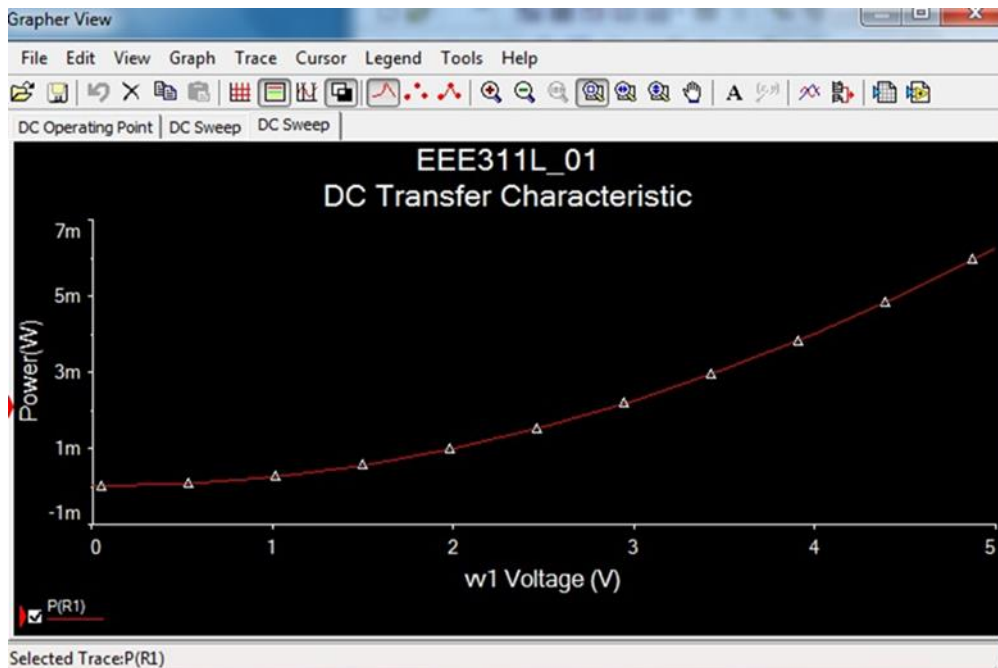 Grapher View
File Edit View Graph Trace Cursor Legend Tools Help
A
DC Operating Point DC Sweep DC Sweep
EEE311L_01
DC Transfer Characteristic
7m
5m
3m
1m
-1m
Power(W)
0 1 2 3 4 5
vv1 Voltage (V)
P(R1)
Selected Trace:P(R1)